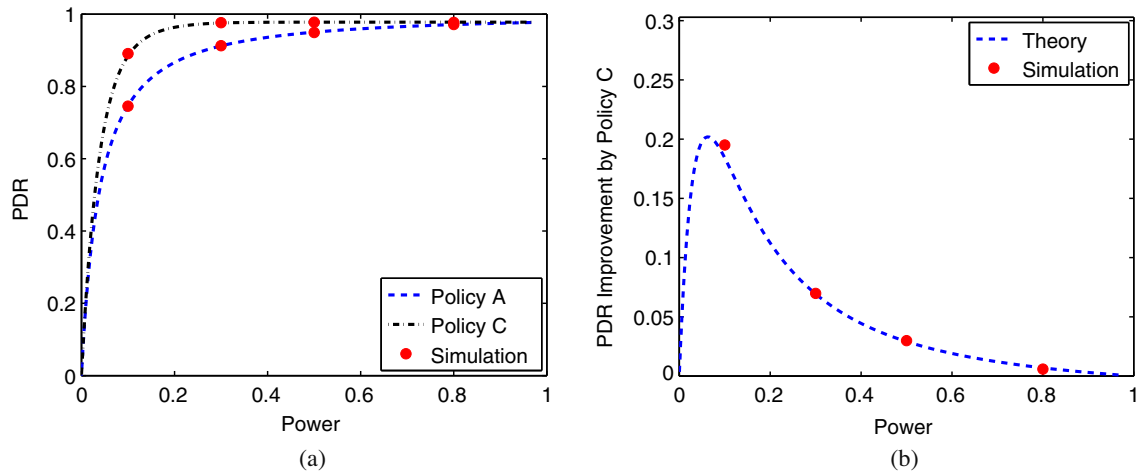 1
0.8
0.6
0.4
0.2
0
PDR
0 0.2 0.4 0.6 0.8 1
Power
Policy A
Policy C
Simulation
(a)
0.3
0.25
0.2
0.15
0.1
0.05
0
PDR Improvement by Policy C
0 0.2 0.4 0.6 0.8 1
Power
Theory
Simulation
(b)